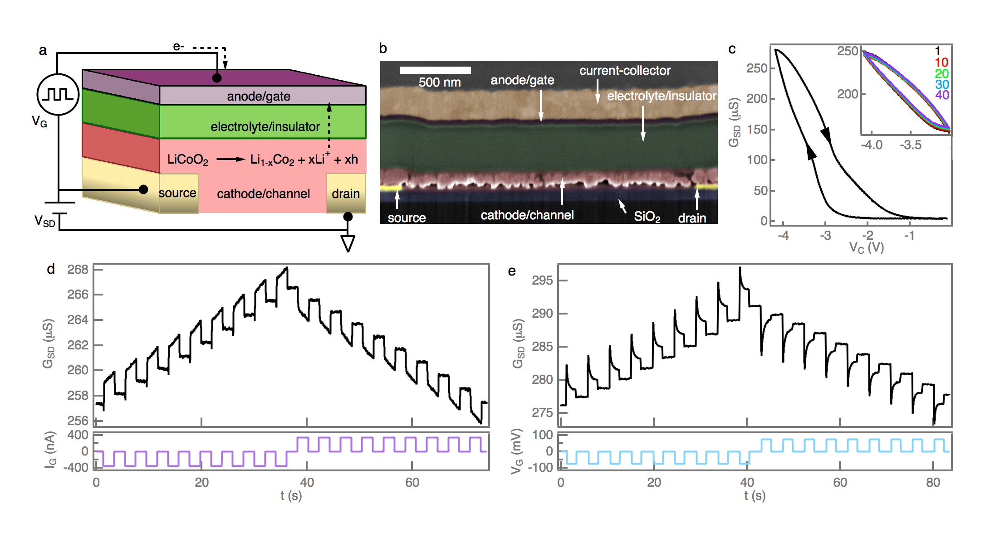 a
e-
anode/gate
electrolyte/insulator
LiCoO₂ → Li₁₋ₓCo₂ + xLi⁺ + xh
source
cathode/channel
drain
V_G
V_SD
b
500 nm
anode/gate
current-collector
electrolyte/insulator
source
cathode/channel
SiO₂
drain
c
G_SD (µS)
250
200
150
100
50
0
-4 -3 -2 -1
V_C (V)
250
200
-4.0 -3.5
1
10
20
30
40
d
G_SD (µS)
268
266
264
262
260
258
256
I_G (nA)
400
0
-400
0 20 40 60
t (s)
e
G_SD (µS)
295
290
285
280
275
V_G (mV)
100
0
-100
0 20 40 60 80
t (s)